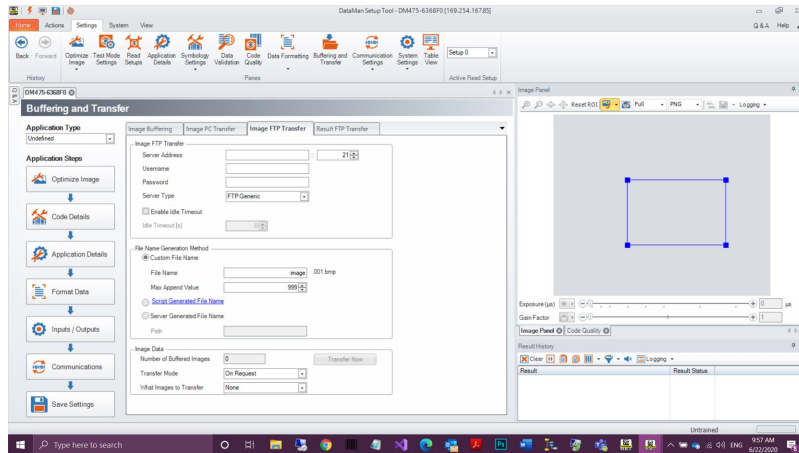 DataMan Setup Tool - DM475-6368F0 [169.254.167.85]
Home Actions Settings System View
Q & A Help
Back Forward Optimize Image Test Mode Settings Read Setups Application Details Symbology Settings Data Validation Code Quality Data Formatting Buffering and Transfer Communication Settings System Settings Table View Setup 0
History Panes Active Read Setup
DM475-6368F0
Image Panel
Reset ROI Full PNG Logging
Buffering and Transfer
Application Type
Undefined
Application Steps
Optimize Image
Code Details
Application Details
Format Data
Inputs / Outputs
Communications
Save Settings
Image Buffering Image PC Transfer Image FTP Transfer Result FTP Transfer
Image FTP Transfer
Server Address : 21
Username
Password
Server Type FTP Generic
Enable Idle Timeout
Idle Timeout [s] 0
File Name Generation Method
Custom File Name
File Name image 001.bmp
Max Append Value 999
Script Generated File Name
Server Generated File Name
Path
Image Data
Number of Buffered Images 0 Transfer Now
Transfer Mode On Request
What Images to Transfer None
Exposure (µs) 0 µs
Gain Factor 1
Image Panel Code Quality
Result History
Clear Logging
Result Result Status
Untrained
Type here to search
ENG 9:57 AM
6/22/2020